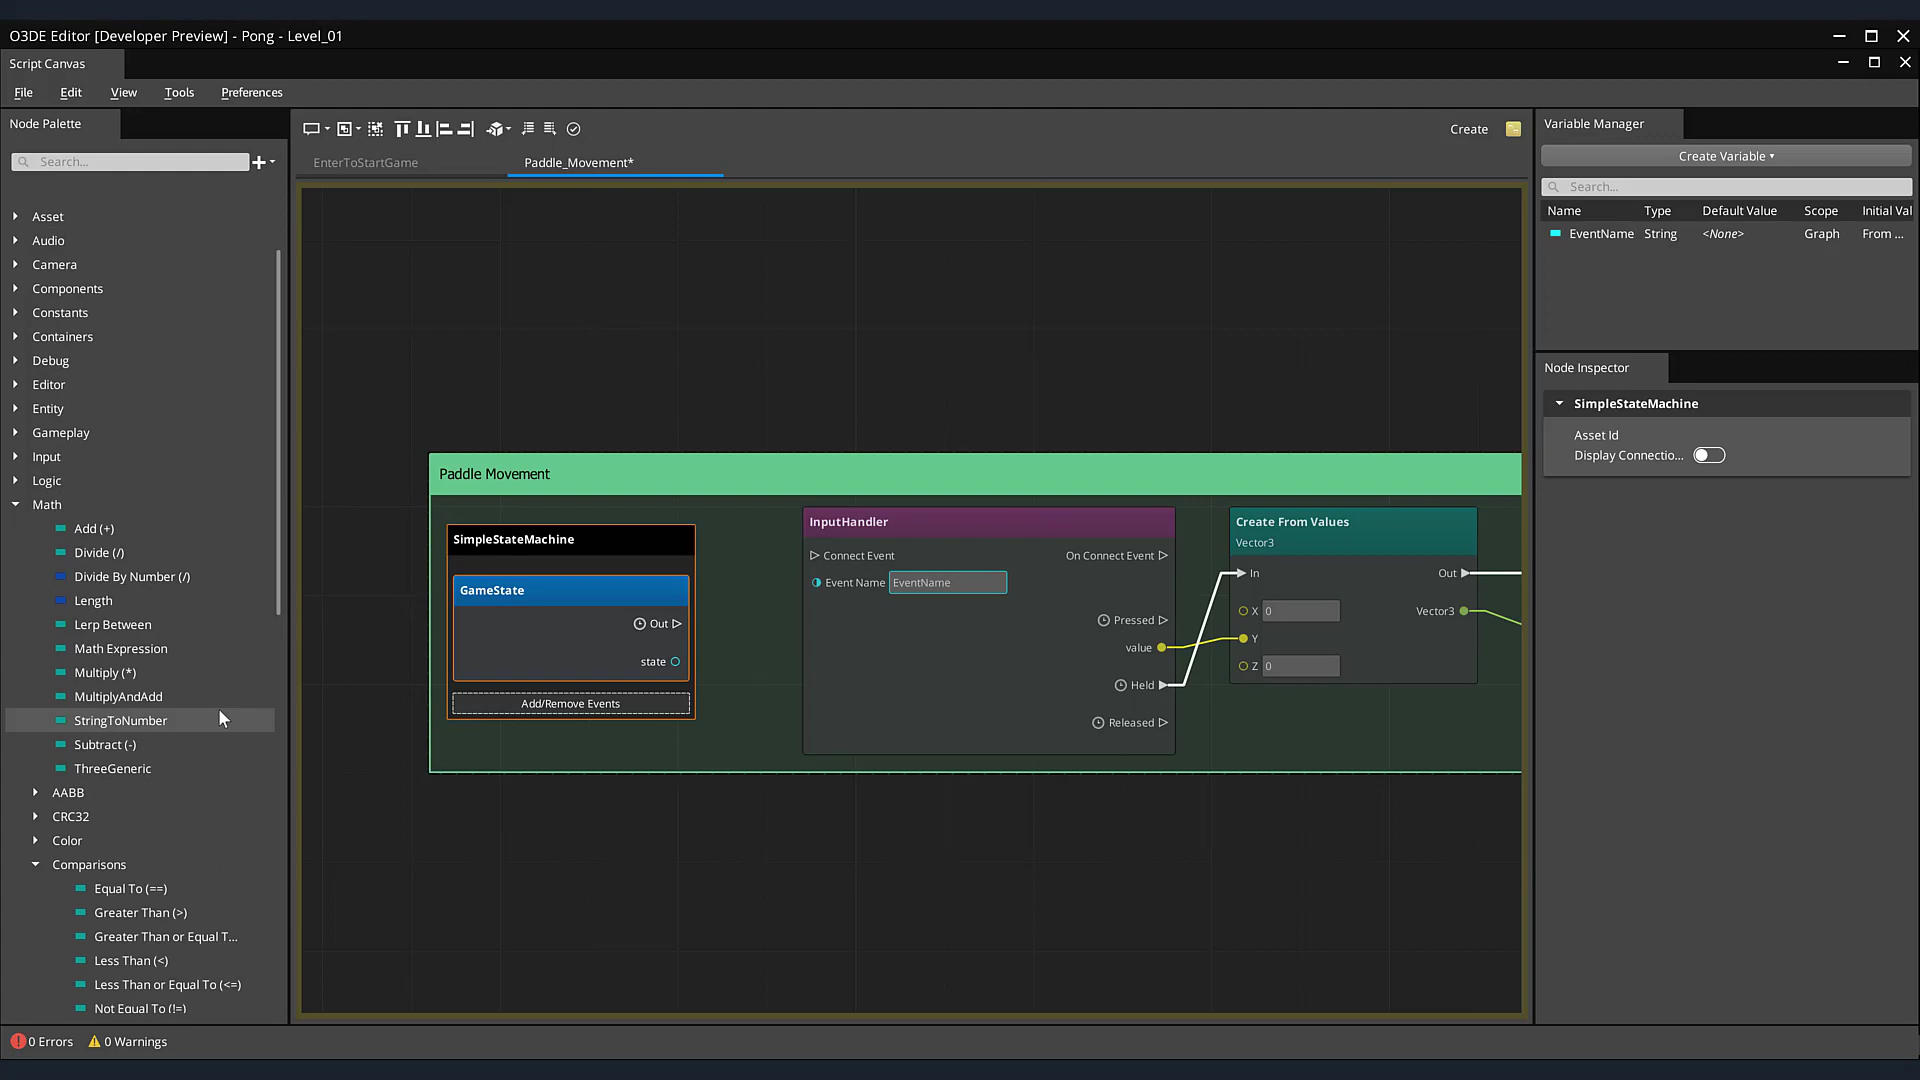 O3DE Editor [Developer Preview] - Pong - Level_01
Script Canvas
File Edit View Tools Preferences
Node Palette
Search...
Asset
Audio
Camera
Components
Constants
Containers
Debug
Editor
Entity
Gameplay
Input
Logic
Math
Add (+)
Divide (/)
Divide By Number (/)
Length
Lerp Between
Math Expression
Multiply (*)
MultiplyAndAdd
StringToNumber
Subtract (-)
ThreeGeneric
AABB
CRC32
Color
Comparisons
Equal To (==)
Greater Than (>)
Greater Than or Equal T...
Less Than (<)
Less Than or Equal To (<=)
Not Equal To (!=)
Create
EnterToStartGame Paddle_Movement*
Paddle Movement
SimpleStateMachine
GameState
Out
state
Add/Remove Events
InputHandler
Connect Event On Connect Event
Event Name EventName
Pressed
value
Held
Released
Create From Values
Vector3
In Out
X 0 Vector3
Y
Z 0
Variable Manager
Create Variable
Search...
Name Type Default Value Scope Initial Val
EventName String <None> Graph From ...
Node Inspector
SimpleStateMachine
Asset Id
Display Connectio...
0 Errors 0 Warnings